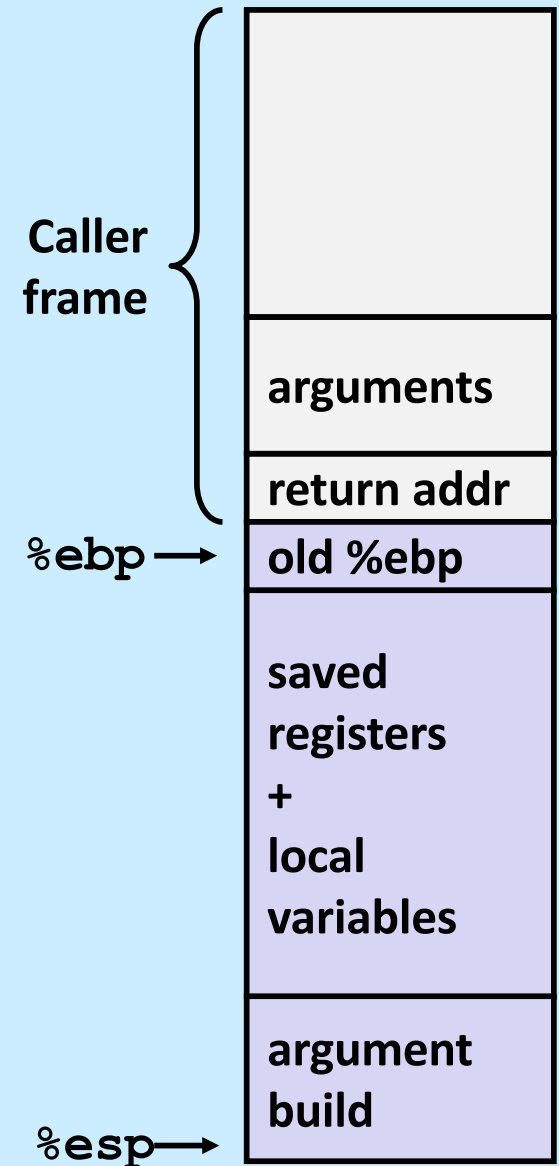 Caller
frame
arguments
return addr
%ebp
old %ebp
saved
registers
+
local
variables
argument
build
%esp